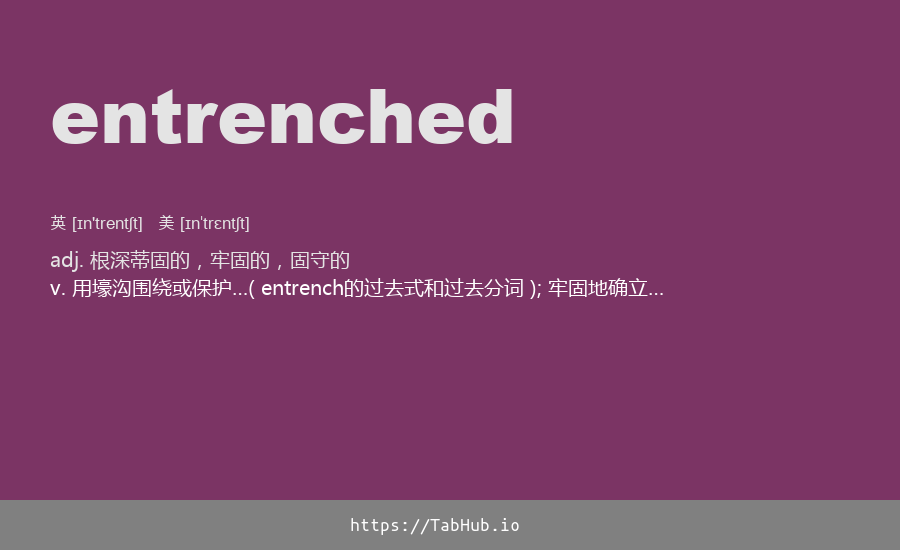 entrenched
英 [ɪn'trentʃt] 美 [ɪn'trɛntʃt]
adj. 根深蒂固的，牢固的，固守的
v. 用壕沟围绕或保护…( entrench的过去式和过去分词 ); 牢固地确立…
https://TabHub.io